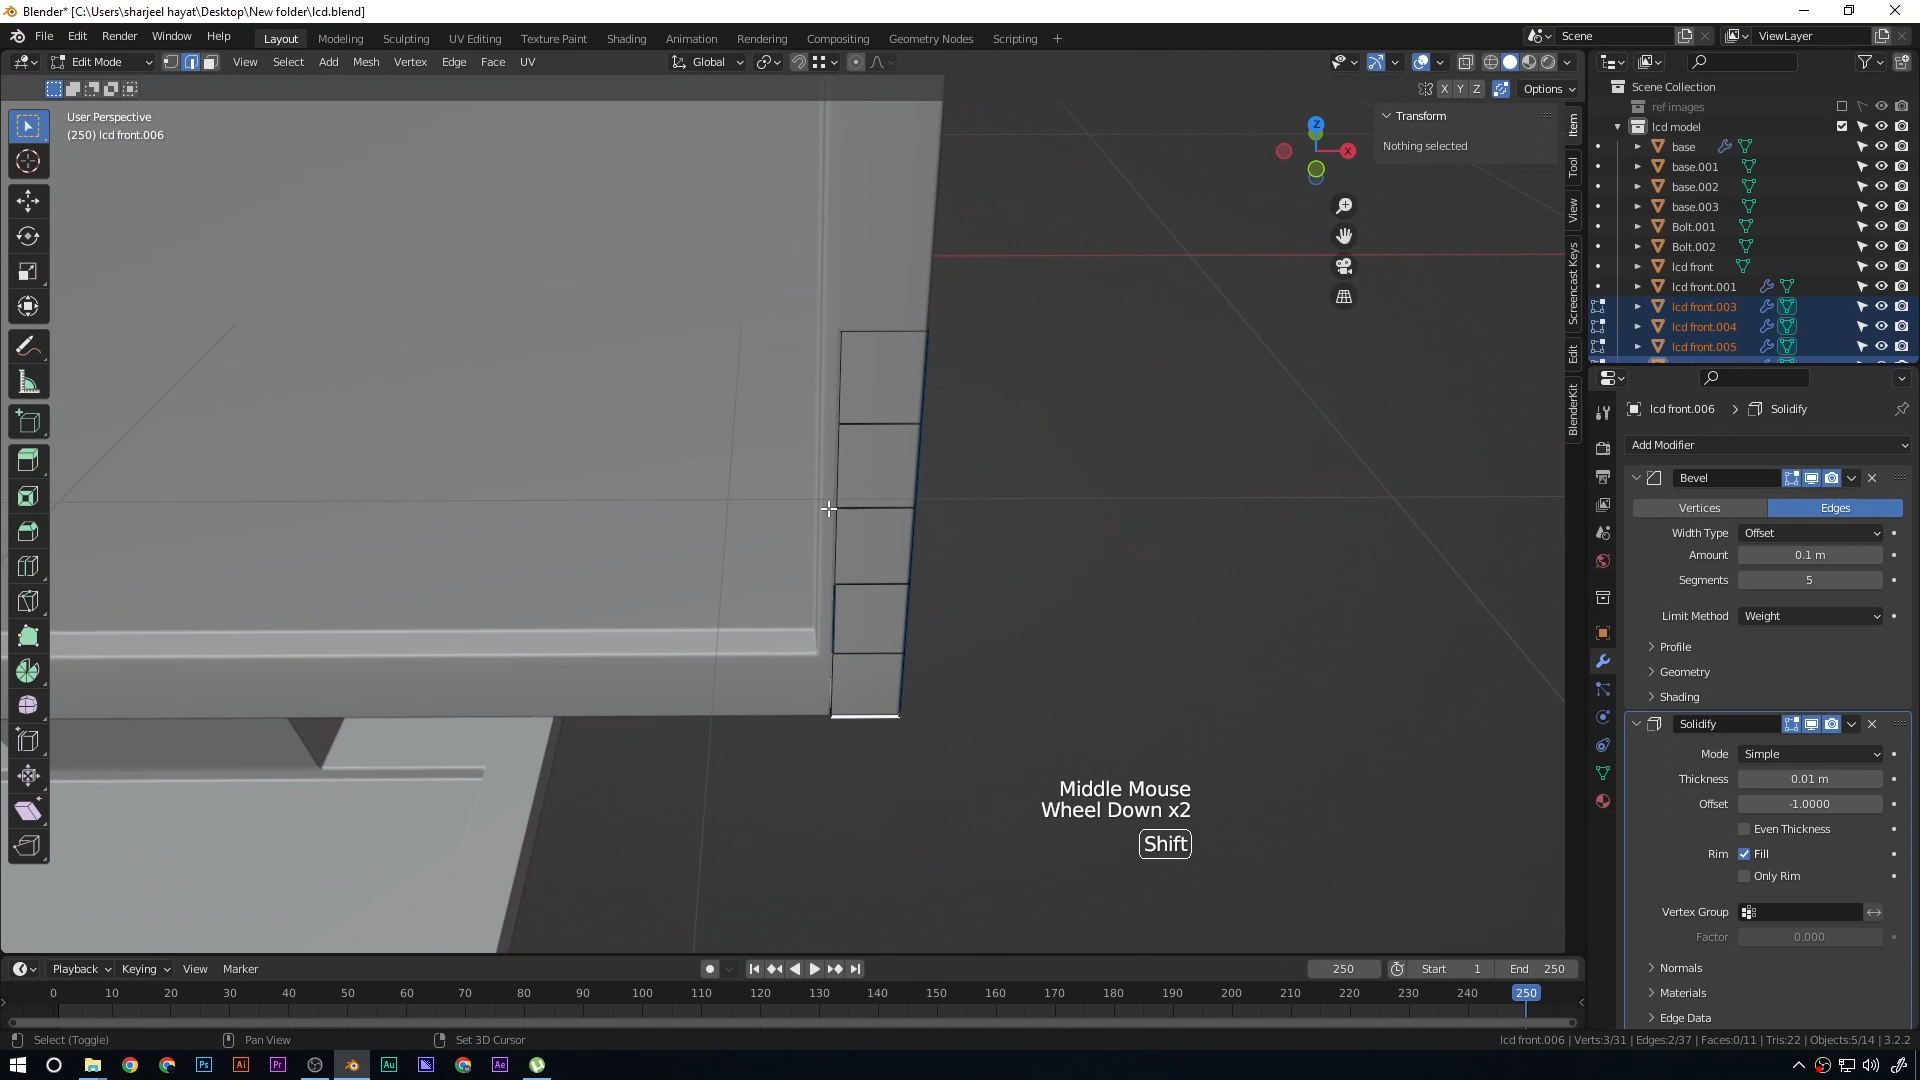 Blender* [C:\Users\sharjeel hayat\Desktop\New folder\lcd.blend]
File Edit Render Window Help Layout Modeling Sculpting UV Editing Texture Paint Shading Animation Rendering Compositing Geometry Nodes Scripting + Scene ViewLayer
Edit Mode View Select Add Mesh Vertex Edge Face UV Global
X Y Z Options
User Perspective
(250) lcd front.006
Z
X
Transform
Nothing selected
Item
Tool
View
Screencast Keys
Edit
BlenderKit
Scene Collection
ref images
lcd model
base
base.001
base.002
base.003
Bolt.001
Bolt.002
lcd front
lcd front.001
lcd front.003
lcd front.004
lcd front.005
lcd front.006 Solidify
Add Modifier
Bevel
Vertices Edges
Width Type Offset
Amount 0.1 m
Segments 5
Limit Method Weight
Profile
Geometry
Shading
Solidify
Mode Simple
Thickness 0.01 m
Offset -1.0000
Even Thickness
Rim Fill
Only Rim
Vertex Group
Factor 0.000
Normals
Materials
Edge Data
Middle Mouse
Wheel Down x2
Shift
Playback Keying View Marker 250 Start 1 End 250
0 10 20 30 40 50 60 70 80 90 100 110 120 130 140 150 160 170 180 190 200 210 220 230 240 250
Select (Toggle) Pan View Set 3D Cursor lcd front.006 | Verts:3/31 | Edges:2/37 | Faces:0/11 | Tris:22 | Objects:5/14 | 3.2.2
Ps Ai Pr Au Ae